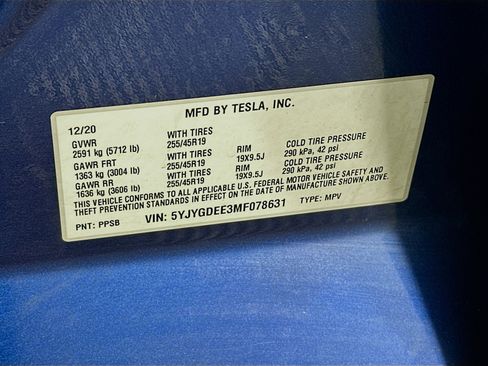 MFD BY TESLA, INC.
12/20
GVWR WITH TIRES RIM COLD TIRE PRESSURE
2591 kg (5712 lb) 255/45R19 19X9.5J 290 kPa, 42 psi
GAWR FRT WITH TIRES
1363 kg (3004 lb) 255/45R19 RIM COLD TIRE PRESSURE
GAWR RR WITH TIRES 19X9.5J 290 kPa, 42 psi
1636 kg (3606 lb) 255/45R19
THIS VEHICLE CONFORMS TO ALL APPLICABLE U.S. FEDERAL MOTOR VEHICLE SAFETY AND
THEFT PREVENTION STANDARDS IN EFFECT ON THE DATE OF MANUFACTURE SHOWN ABOVE.
VIN: 5YJYGDEE3MF078631 TYPE: MPV
PNT: PPSB